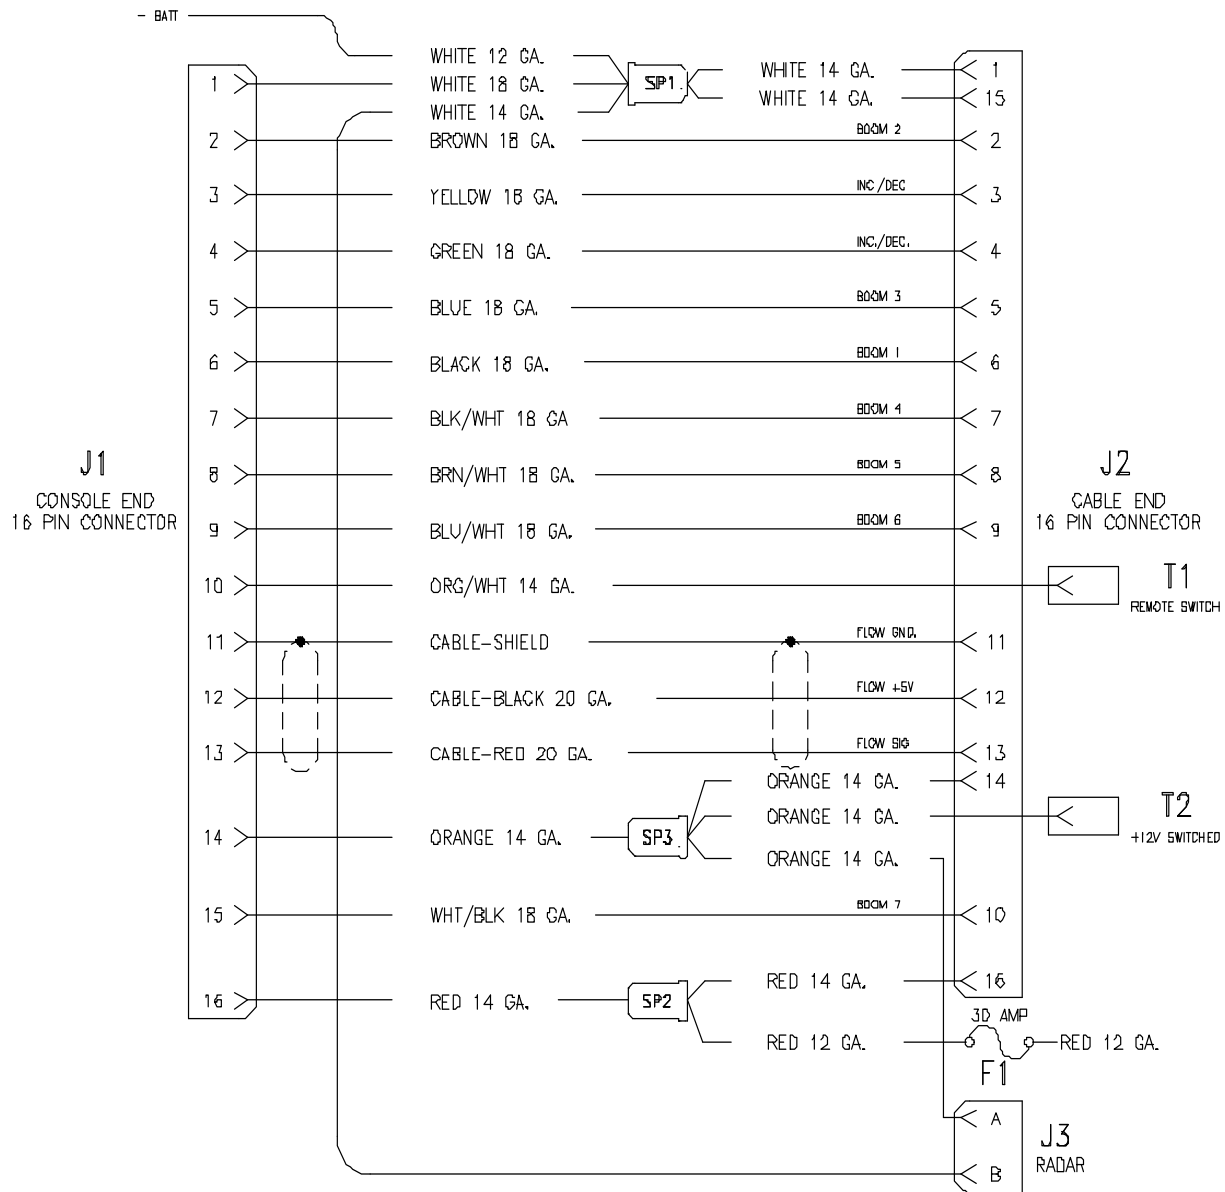 - BATT
WHITE 12 GA.
1 WHITE 18 GA. SP1 WHITE 14 GA. 1
WHITE 14 GA. WHITE 14 GA. 15
2 BROWN 18 GA. BOOM 2 2
3 YELLOW 18 GA. INC/DEC 3
4 GREEN 18 GA. INC./DEC. 4
5 BLUE 18 GA. BOOM 3 5
6 BLACK 18 GA. BOOM 1 6
7 BLK/WHT 18 GA BOOM 4 7
J1
CONSOLE END
16 PIN CONNECTOR
8 BRN/WHT 18 GA. BOOM 5 8
J2
CABLE END
16 PIN CONNECTOR
9 BLU/WHT 18 GA. BOOM 6 9
10 ORG/WHT 14 GA. T1
REMOTE SWITCH
11 CABLE-SHIELD FLOW GND. 11
12 CABLE-BLACK 20 GA. FLOW +5V 12
13 CABLE-RED 20 GA. FLOW SIG 13
ORANGE 14 GA. 14
ORANGE 14 GA. T2
+12V SWITCHED
14 ORANGE 14 GA. SP3
ORANGE 14 GA.
15 WHT/BLK 18 GA. BOOM 7 10
RED 14 GA. 16
16 RED 14 GA. SP2
30 AMP
RED 12 GA. RED 12 GA.
F1
A
J3
RADAR
B